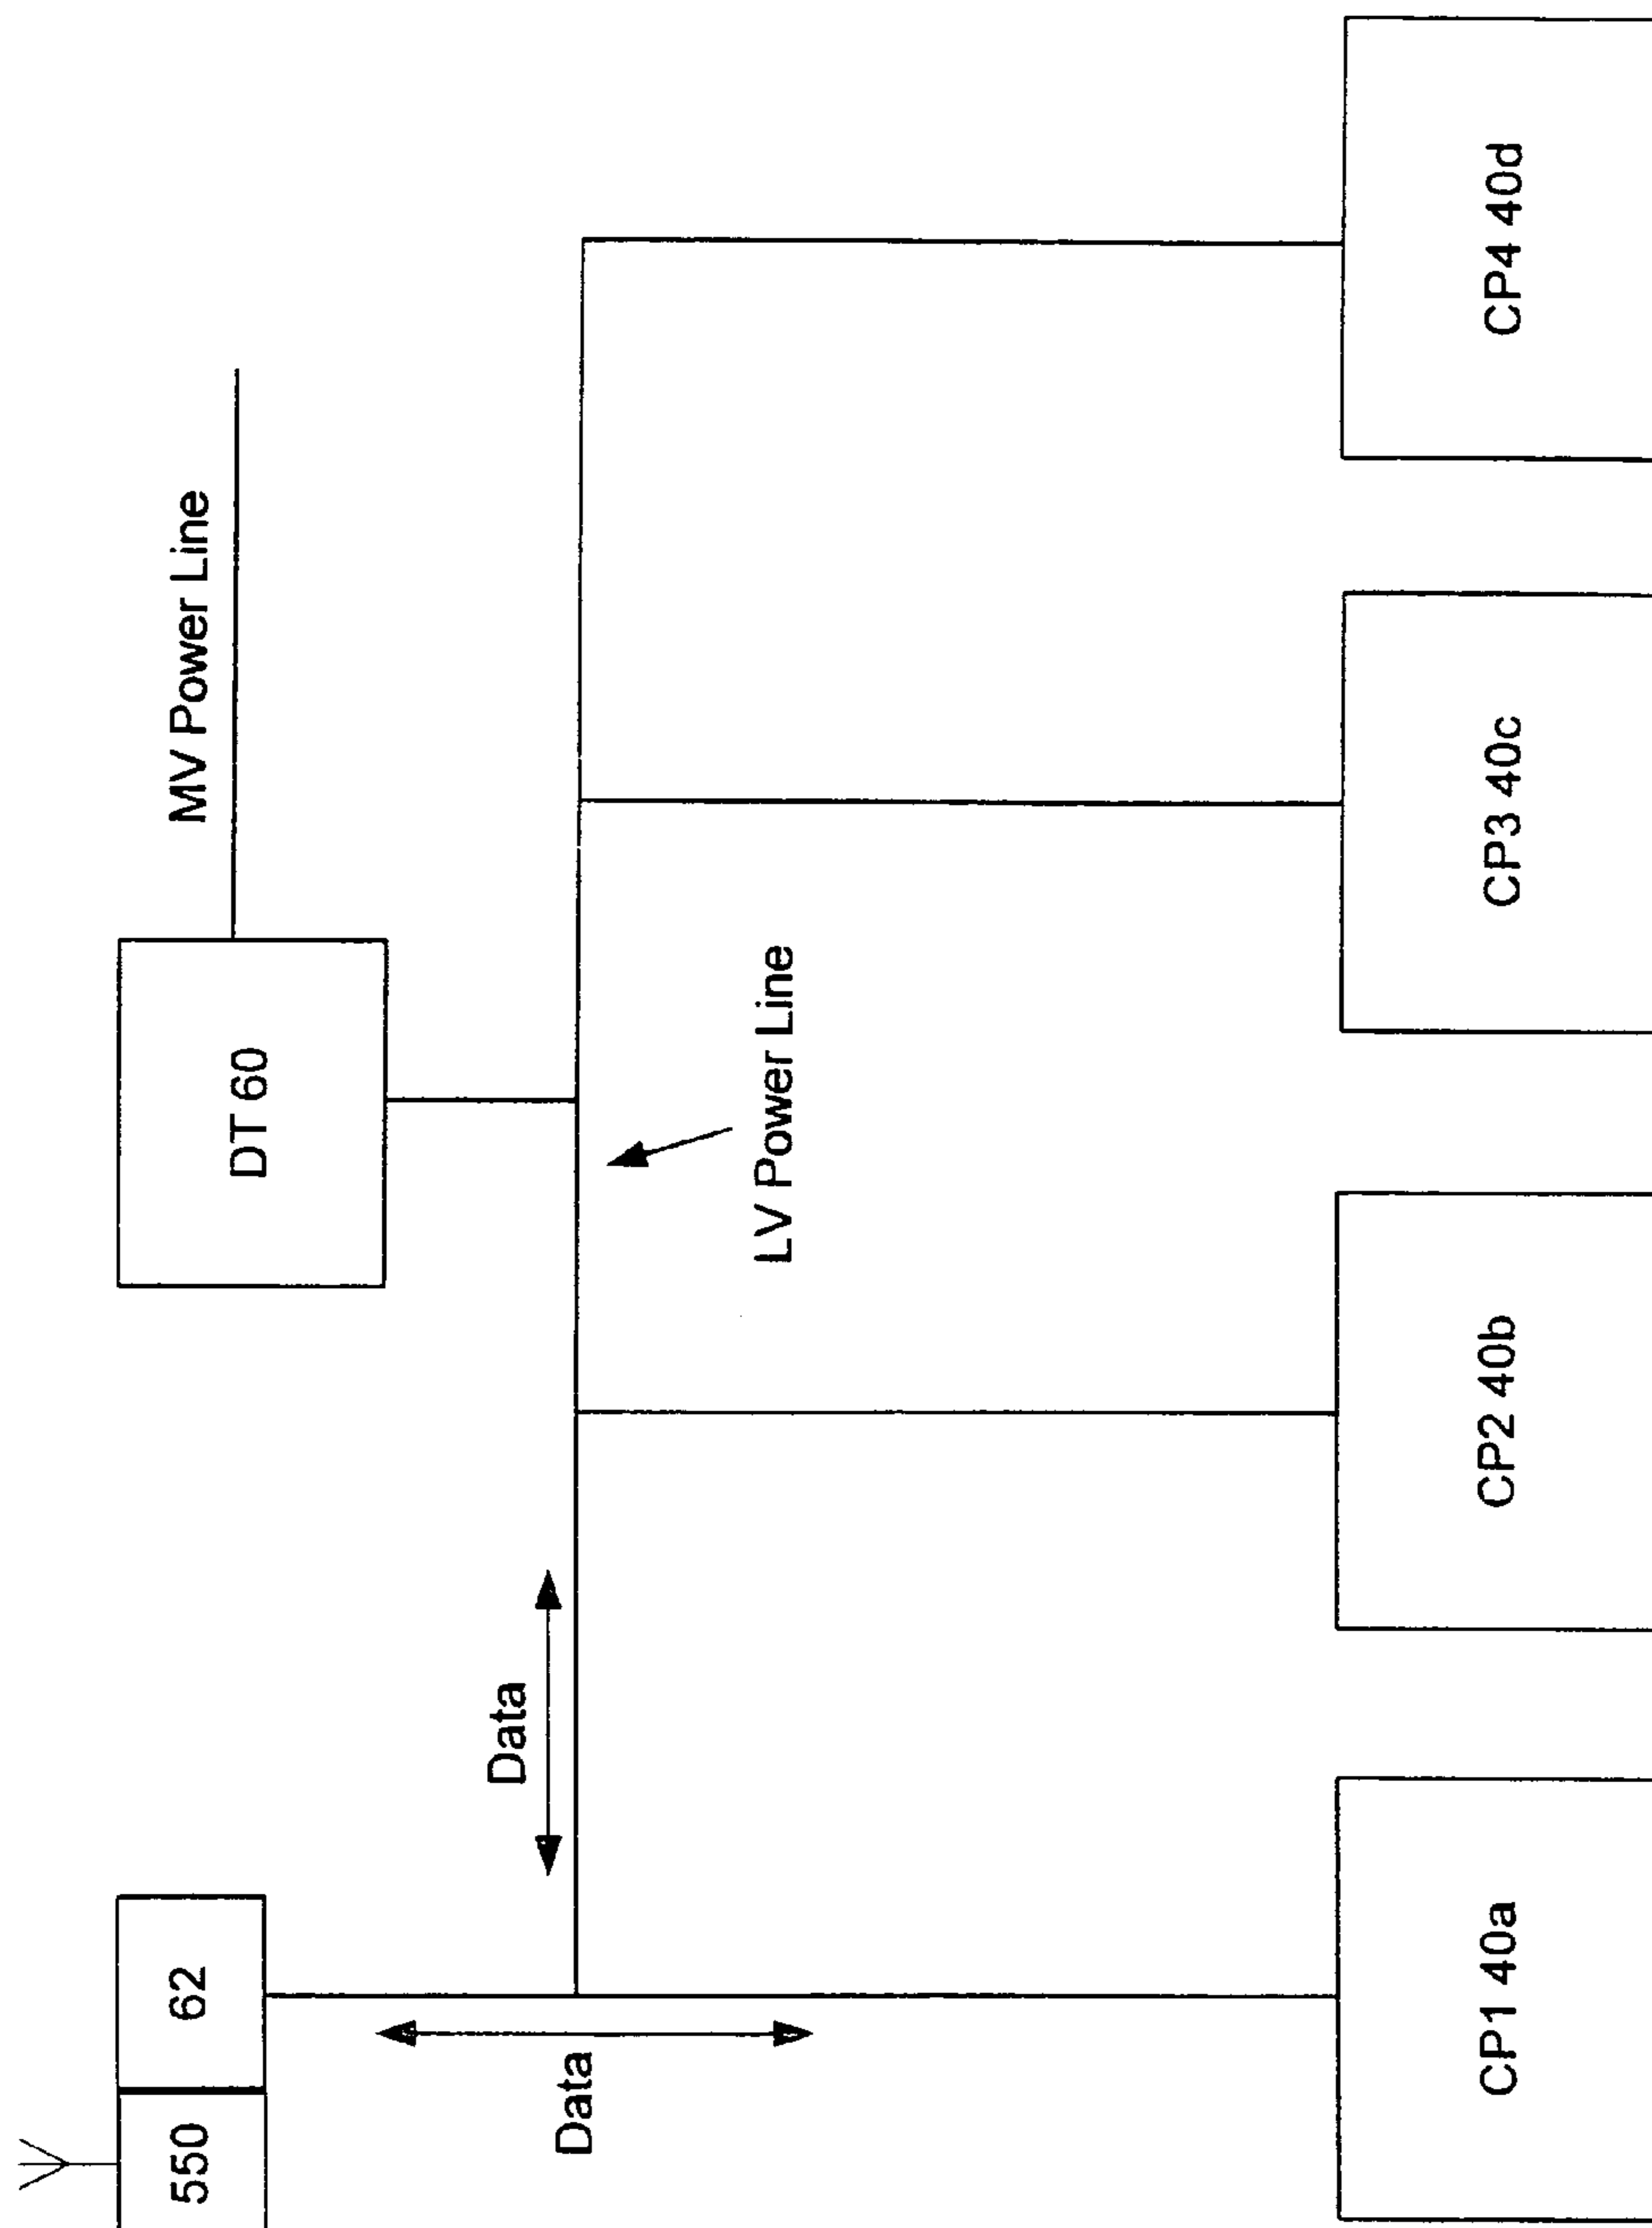 550
62
DT 60
MV Power Line
Data
Data
LV Power Line
CP1 40a
CP2 40b
CP3 40c
CP4 40d